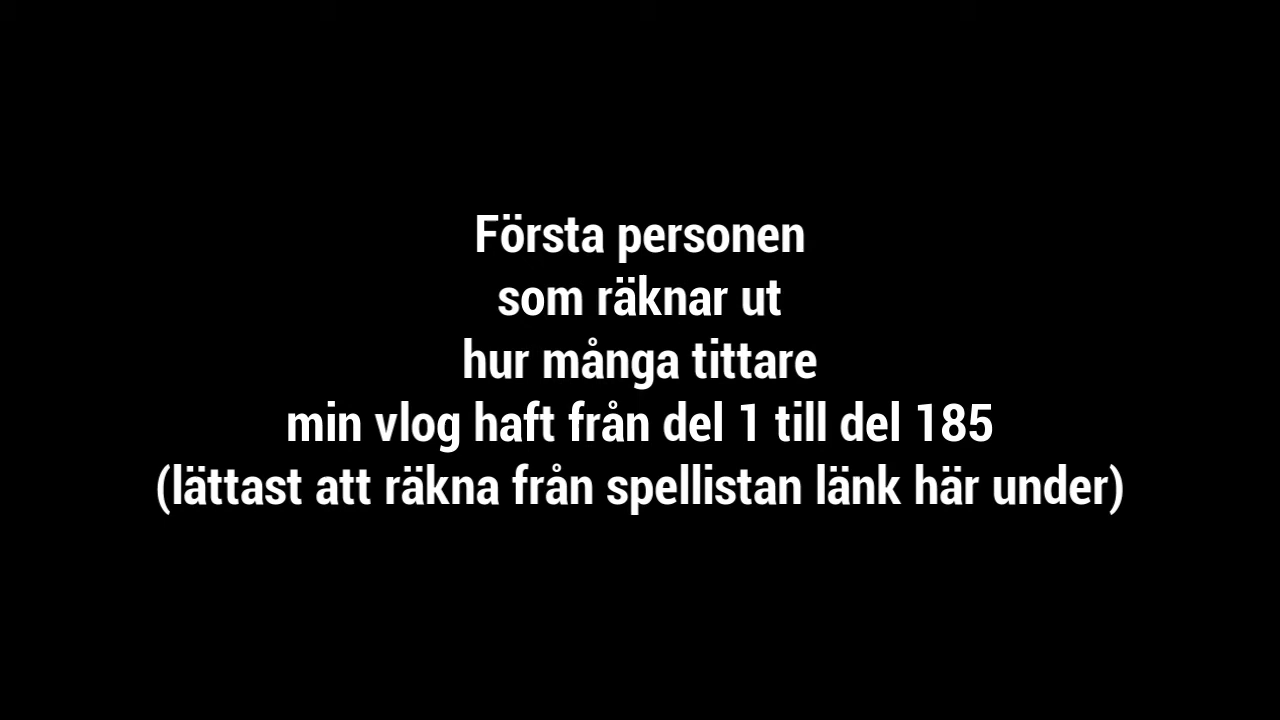 Första personen
som räknar ut
hur många tittare
min vlog haft från del 1 till del 185
(lättast att räkna från spellistan länk här under)